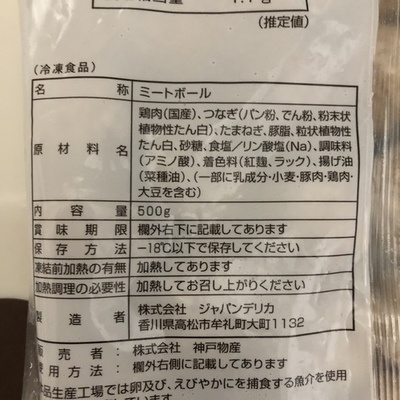 (推定値)
(冷凍食品)
名 称 ミートボール
原 材 料 名 鶏肉(国産)、つなぎ(パン粉、でん粉、粉末状
植物性たん白)、たまねぎ、豚脂、粒状植物性
たん白、砂糖、食塩/リン酸塩(Na)、調味料
(アミノ酸)、着色料(紅麹、ラック)、揚げ油
(菜種油)、(一部に乳成分・小麦・豚肉・鶏肉・
大豆を含む)
内 容 量 500g
賞 味 期 限 欄外右下に記載してあります
保 存 方 法 −18℃以下で保存してください
凍結前加熱の有無 加熱してあります
加熱調理の必要性 加熱してお召し上がりください
製 造 者 株式会社 ジャパンデリカ
香川県高松市牟礼町大町1132
販 売 者:株式会社 神戸物産
使 用 方 法:欄外右側に記載してあります
品生産工場では卵及び、えびやかにを捕食する魚介を使用